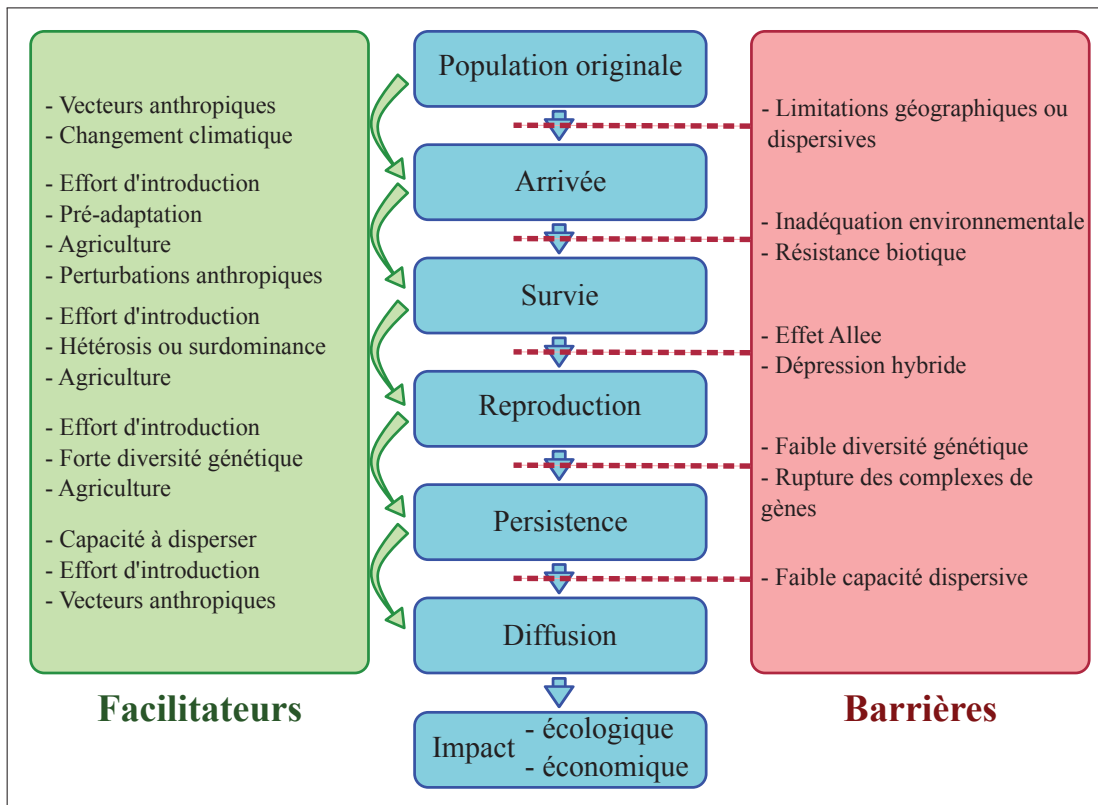 Population originale
Arrivée
Survie
Reproduction
Persistence
Diffusion
Impact
- écologique
- économique
- Vecteurs anthropiques
- Changement climatique
- Effort d'introduction
- Pré-adaptation
- Agriculture
- Perturbations anthropiques
- Effort d'introduction
- Hétérosis ou surdominance
- Agriculture
- Effort d'introduction
- Forte diversité génétique
- Agriculture
- Capacité à disperser
- Effort d'introduction
- Vecteurs anthropiques
Facilitateurs
- Limitations géographiques ou
dispersives
- Inadéquation environnementale
- Résistance biotique
- Effet Allee
- Dépression hybride
- Faible diversité génétique
- Rupture des complexes de
gènes
- Faible capacité dispersive
Barrières